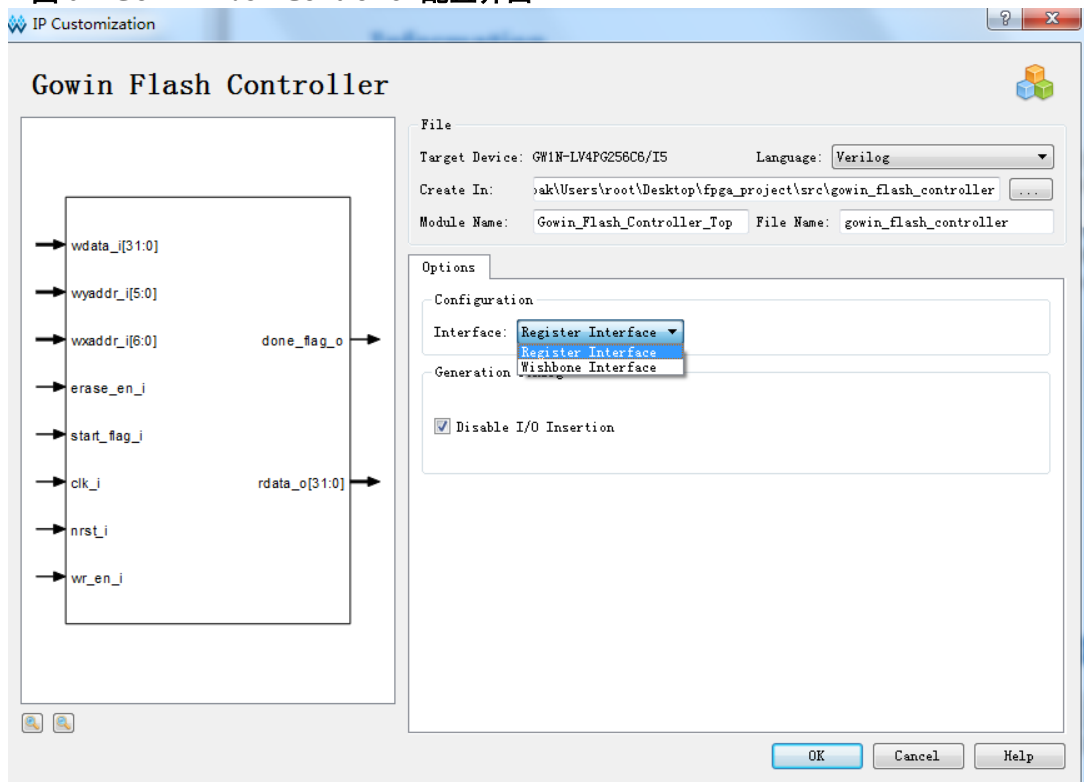 IP Customization
Gowin Flash Controller
wdata_i[31:0]
wyaddr_i[5:0]
wxaddr_i[6:0]
done_flag_o
erase_en_i
start_flag_i
clk_i
rdata_o[31:0]
nrst_i
wr_en_i
File
Target Device: GW1N-LV4PG256C6/I5 Language: Verilog
Create In: ak\Users\root\Desktop\fpga_project\src\gowin_flash_controller ...
Module Name: Gowin_Flash_Controller_Top File Name: gowin_flash_controller
Options
Configuration
Interface: Register Interface
Register Interface
Wishbone Interface
Generation
Disable I/O Insertion
OK Cancel Help